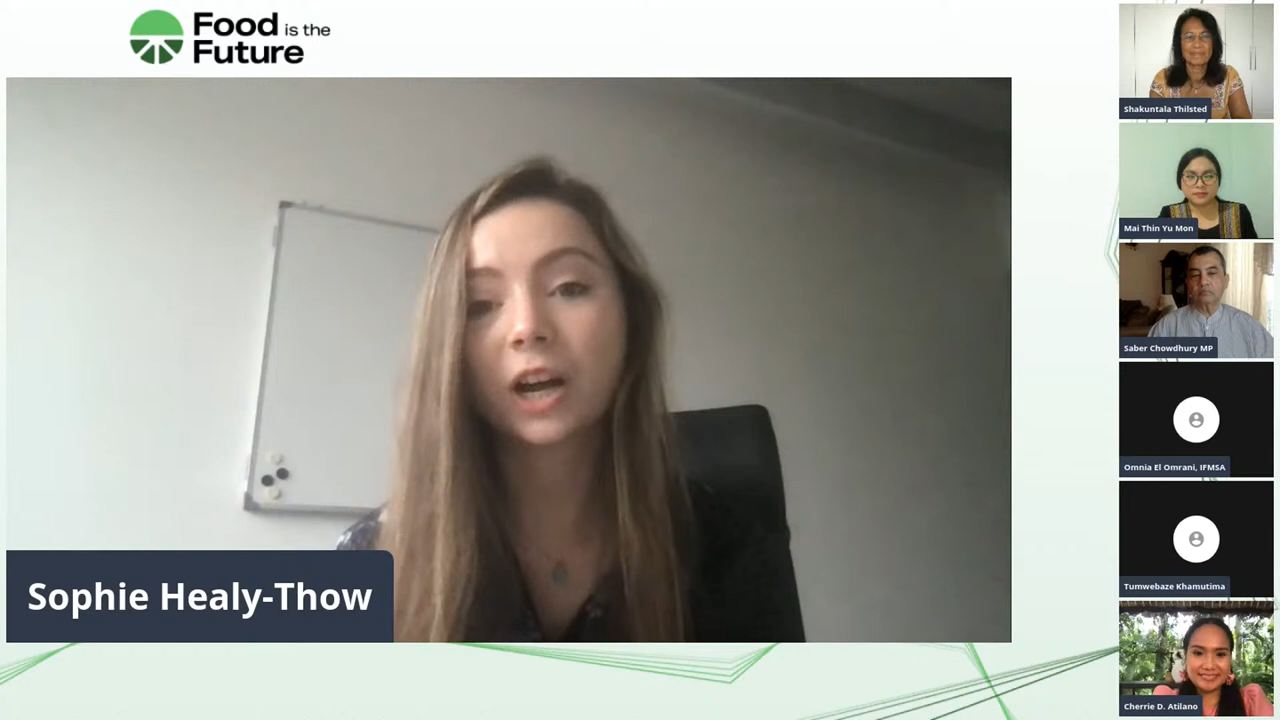 Food is the
Future
Sophie Healy-Thow
Shakuntala Thilsted
Mai Thin Yu Mon
Saber Chowdhury MP
Omnia El Omrani, IFMSA
Tumwebaze Khamutima
Cherrie D. Atilano